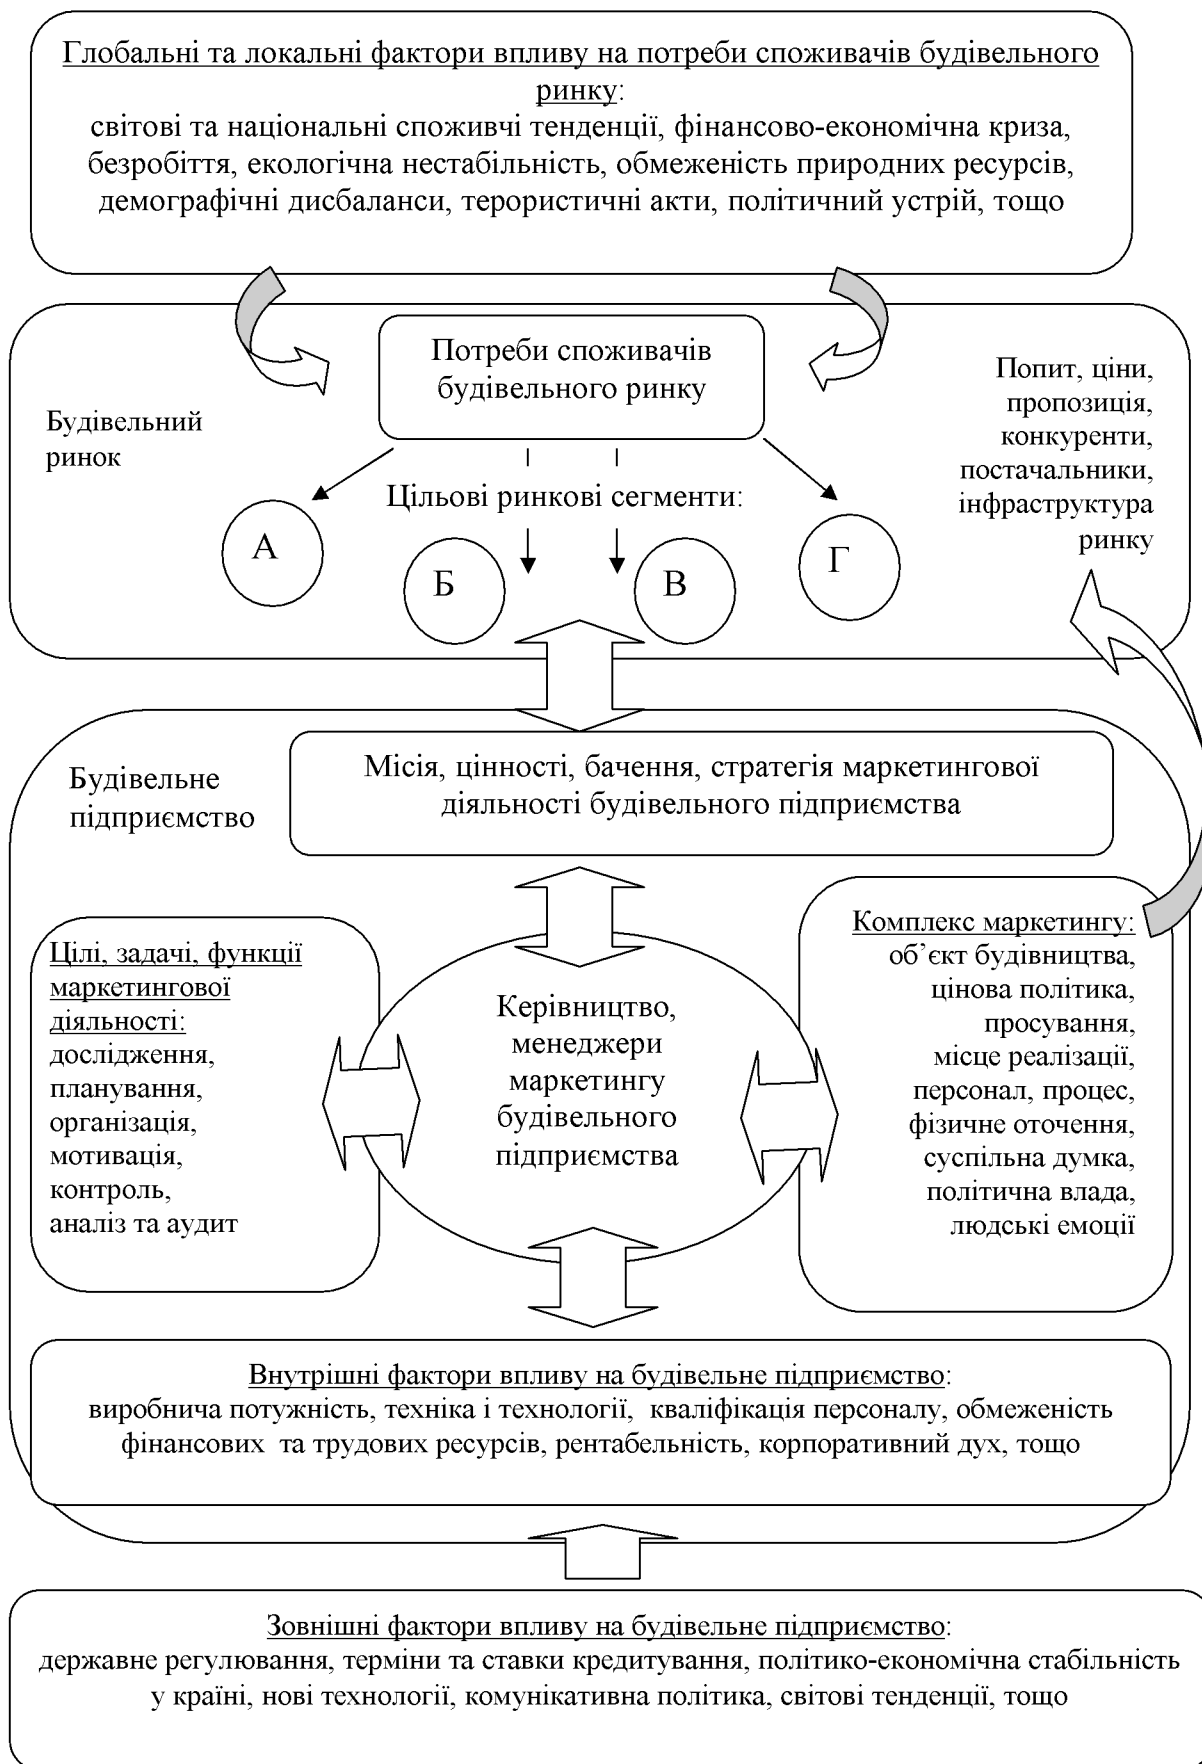 Глобальні та локальні фактори впливу на потреби споживачів будівельного
ринку:
світові та національні споживчі тенденції, фінансово-економічна криза,
безробіття, екологічна нестабільність, обмеженість природних ресурсів,
демографічні дисбаланси, терористичні акти, політичний устрій, тощо
Потреби споживачів
будівельного ринку
Будівельний
ринок
Попит, ціни,
пропозиція,
конкуренти,
постачальники,
інфраструктура
ринку
Цільові ринкові сегменти:
А
Б
В
Г
Будівельне
підприємство
Місія, цінності, бачення, стратегія маркетингової
діяльності будівельного підприємства
Цілі, задачі, функції
маркетингової
діяльності:
дослідження,
планування,
організація,
мотивація,
контроль,
аналіз та аудит
Керівництво,
менеджери
маркетингу
будівельного
підприємства
Комплекс маркетингу:
об’єкт будівництва,
цінова політика,
просування,
місце реалізації,
персонал, процес,
фізичне оточення,
суспільна думка,
політична влада,
людські емоції
Внутрішні фактори впливу на будівельне підприємство:
виробнича потужність, техніка і технології, кваліфікація персоналу, обмеженість
фінансових та трудових ресурсів, рентабельність, корпоративний дух, тощо
Зовнішні фактори впливу на будівельне підприємство:
державне регулювання, терміни та ставки кредитування, політико-економічна стабільність
у країні, нові технології, комунікативна політика, світові тенденції, тощо